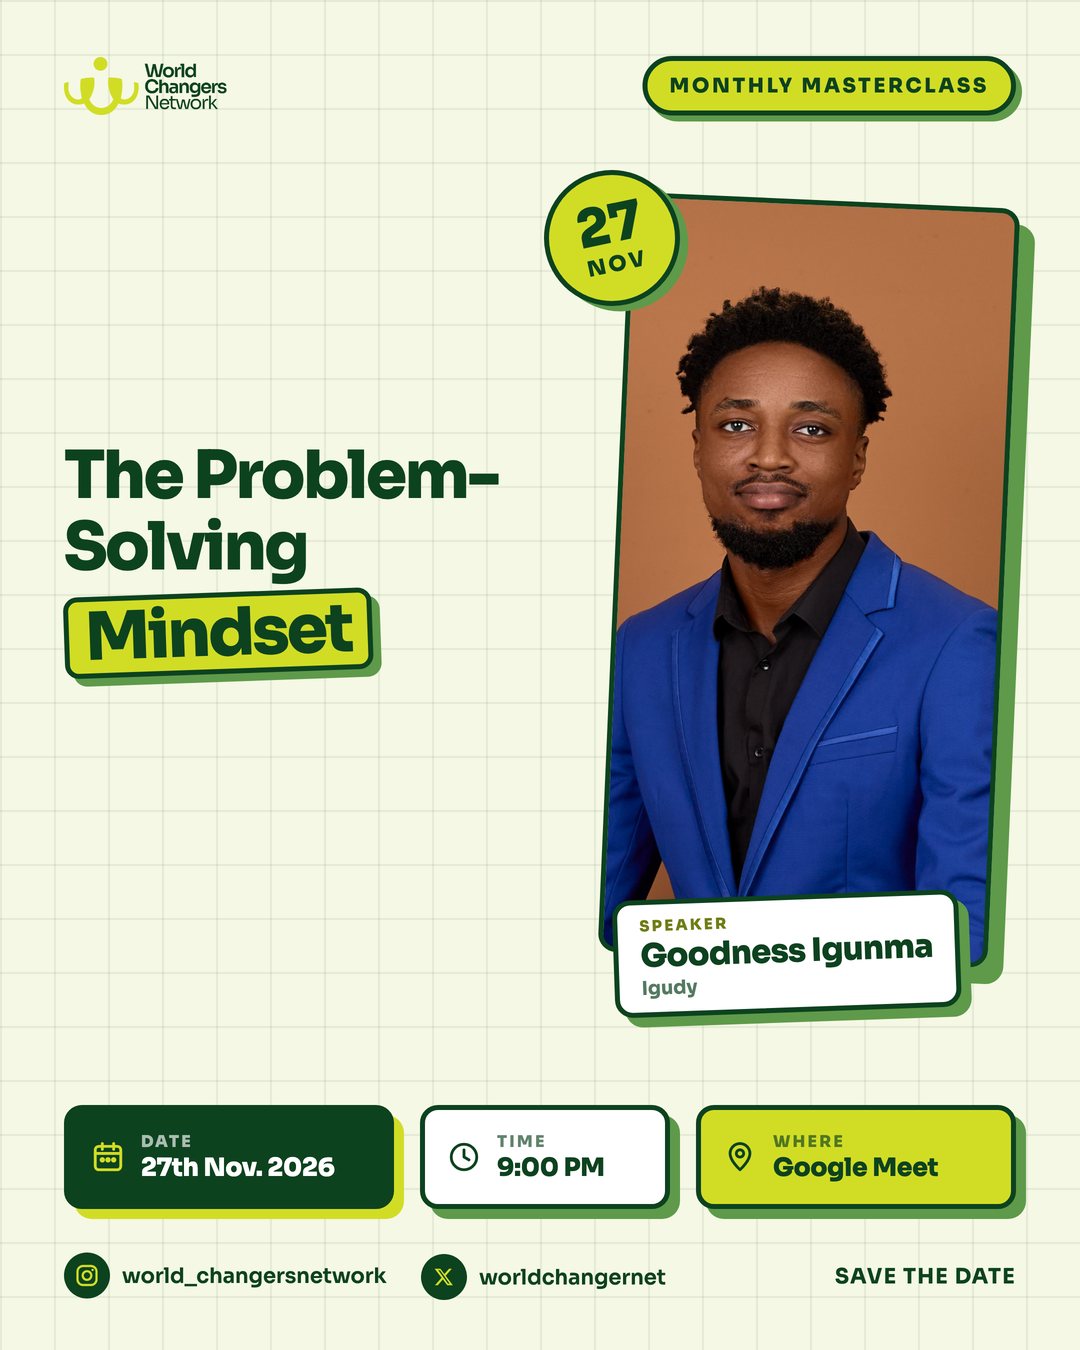 World
Changers
Network
MONTHLY MASTERCLASS
27
NOV
The Problem-
Solving
Mindset
SPEAKER
Goodness Igunma
Igudy
DATE
27th Nov. 2026
TIME
9:00 PM
WHERE
Google Meet
world_changersnetwork
worldchangernet
SAVE THE DATE